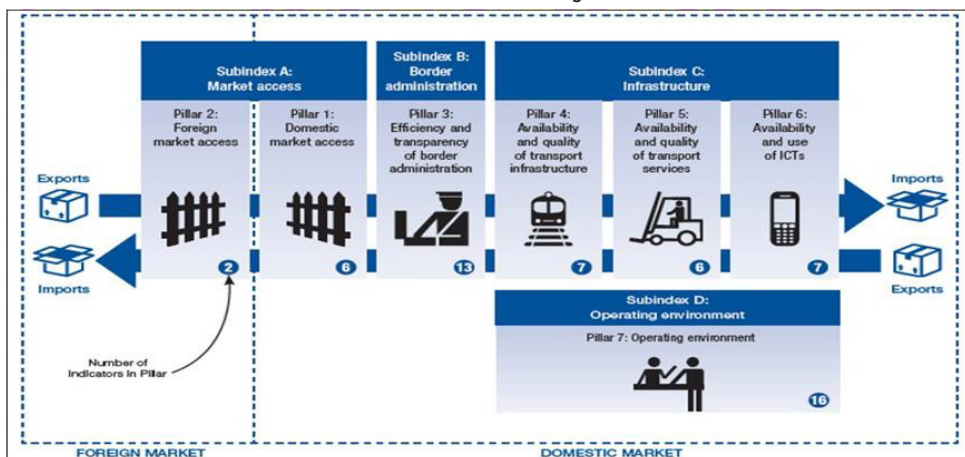 Subindex A:
Market access
Subindex B:
Border
administration
Subindex C:
Infrastructure
Pillar 2:
Foreign
market access
Pillar 1:
Domestic
market access
Pillar 3:
Efficiency and
transparency
of border
administration
Pillar 4:
Availability
and quality
of transport
infrastructure
Pillar 5:
Availability
and quality
of transport
services
Pillar 6:
Availability
and use
of ICTs
Exports
Imports
Imports
Exports
2
6
13
7
6
7
Number of
Indicators in Pillar
Subindex D:
Operating environment
Pillar 7: Operating environment
16
FOREIGN MARKET
DOMESTIC MARKET